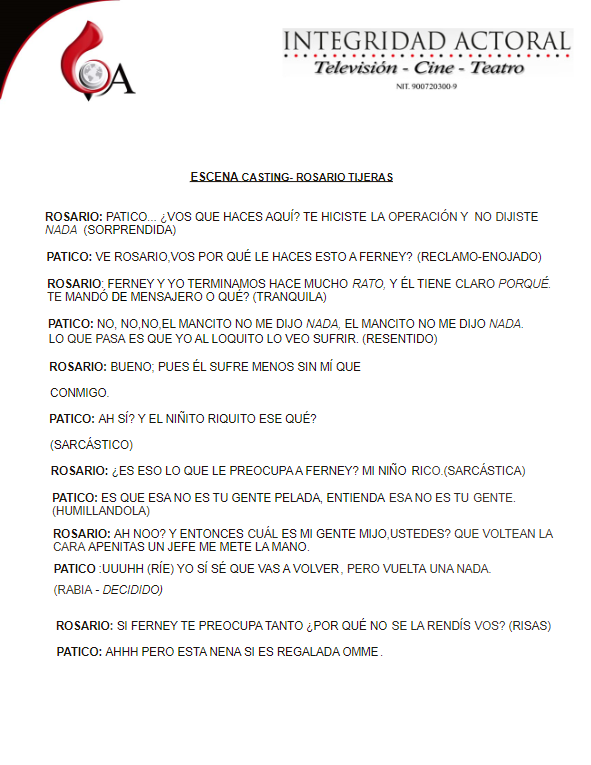 INTEGRIDAD ACTORAL
Televisión - Cine - Teatro
NIT. 900720300-9
A
ESCENA CASTING- ROSARIO TIJERAS
ROSARIO: PATICO... ¿VOS QUE HACES AQUÍ? TE HICISTE LA OPERACIÓN Y NO DIJISTE
NADA (SORPRENDIDA)
PATICO: VE ROSARIO,VOS POR QUÉ LE HACES ESTO A FERNEY? (RECLAMO-ENOJADO)
ROSARIO: FERNEY Y YO TERMINAMOS HACE MUCHO RATO, Y ÉL TIENE CLARO PORQUÉ.
TE MANDÓ DE MENSAJERO O QUÉ? (TRANQUILA)
PATICO: NO, NO,NO,EL MANCITO NO ME DIJO NADA, EL MANCITO NO ME DIJO NADA.
LO QUE PASA ES QUE YO AL LOQUITO LO VEO SUFRIR. (RESENTIDO)
ROSARIO: BUENO; PUES ÉL SUFRE MENOS SIN MÍ QUE
CONMIGO.
PATICO: AH SÍ? Y EL NIÑITO RIQUITO ESE QUÉ?
(SARCÁSTICO)
ROSARIO: ¿ES ESO LO QUE LE PREOCUPA A FERNEY? MI NIÑO RICO.(SARCÁSTICA)
PATICO: ES QUE ESA NO ES TU GENTE PELADA, ENTIENDA ESA NO ES TU GENTE.
(HUMILLANDOLA)
ROSARIO: AH NOO? Y ENTONCES CUÁL ES MI GENTE MIJO,USTEDES? QUE VOLTEAN LA
CARA APENITAS UN JEFE ME METE LA MANO.
PATICO :UUUHH (RÍE) YO SÍ SÉ QUE VAS A VOLVER, PERO VUELTA UNA NADA.
(RABIA - DECIDIDO)
ROSARIO: SI FERNEY TE PREOCUPA TANTO ¿POR QUÉ NO SE LA RENDÍS VOS? (RISAS)
PATICO: AHHH PERO ESTA NENA SI ES REGALADA OMME.